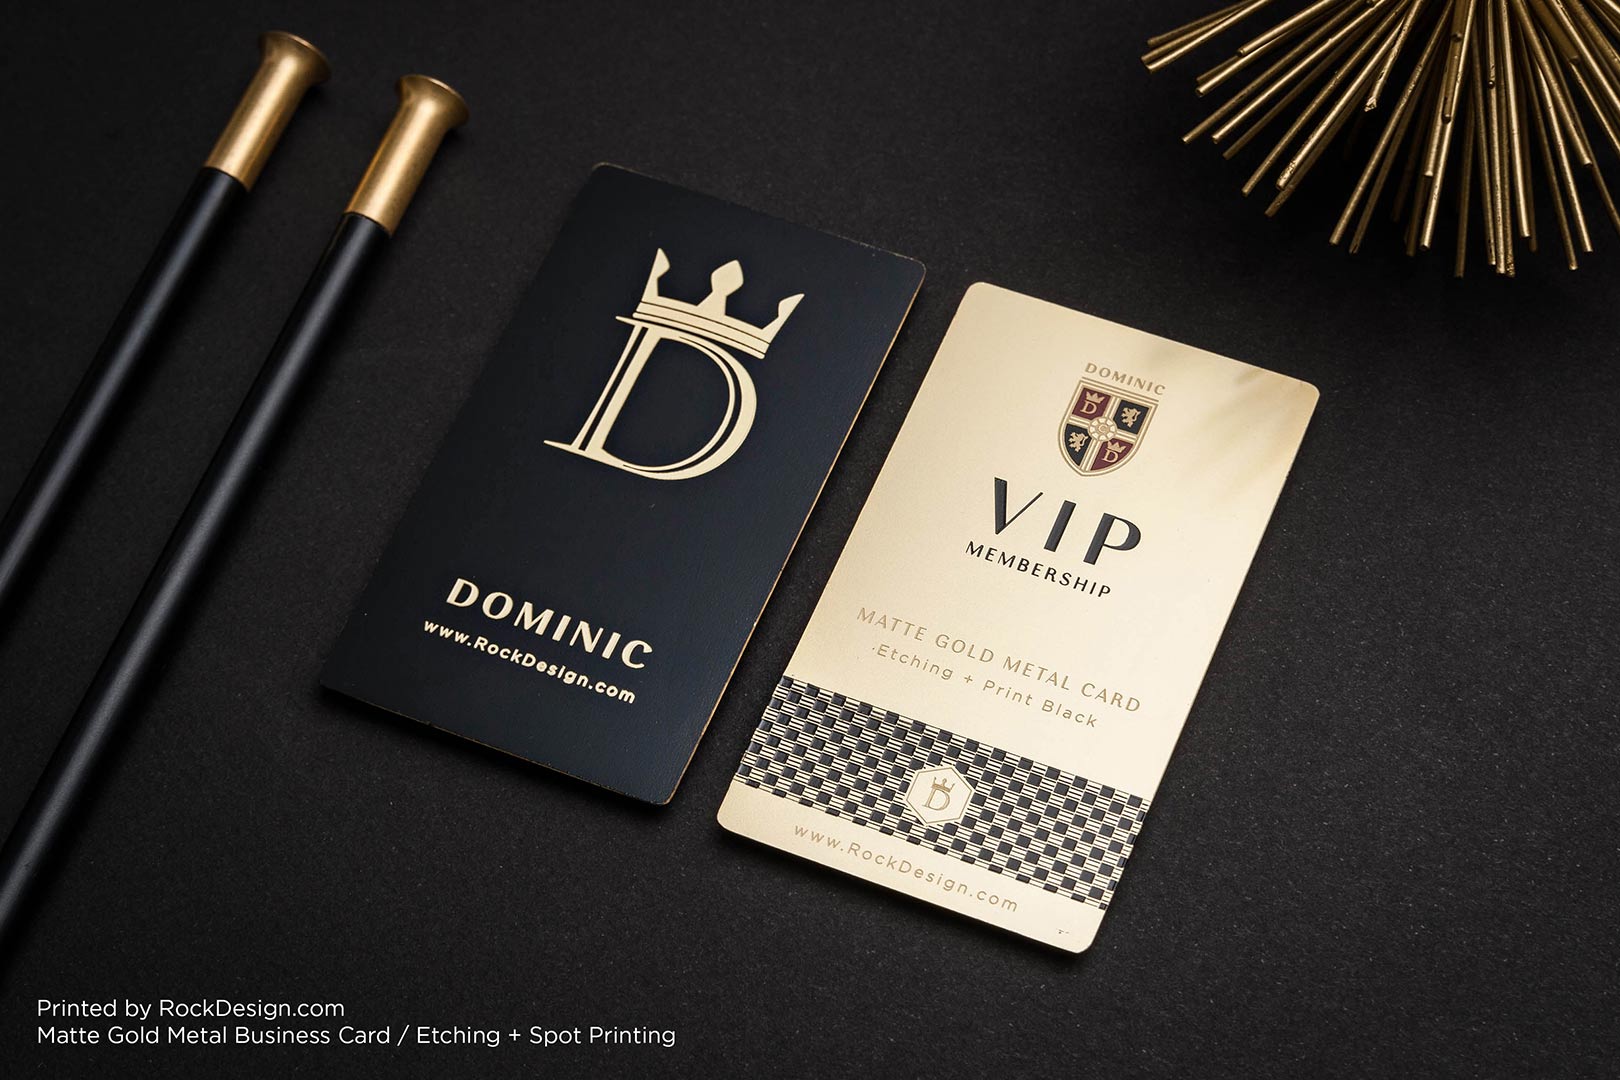 D
DOMINIC
www.RockDesign.com
DOMINIC
D
D
VIP
MEMBERSHIP
MATTE GOLD METAL CARD
Etching + Print Black
D
www.RockDesign.com
Printed by RockDesign.com
Matte Gold Metal Business Card / Etching + Spot Printing